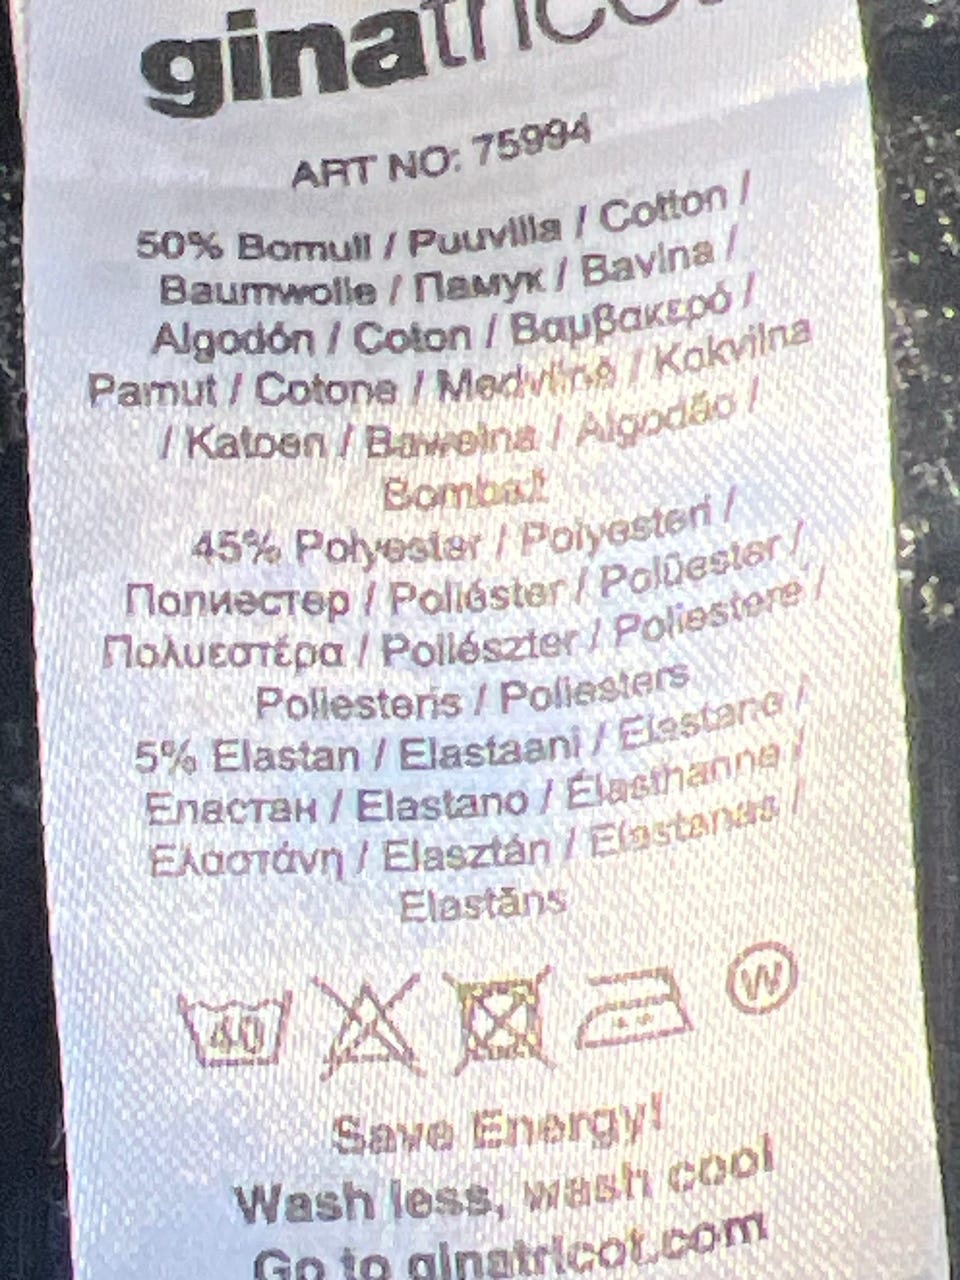 ginatricot
ART NO: 75994
50% Bomull / Puuvilla / Cotton /
Baumwolle / Памук / Bavlna /
Algodón / Coton / Βαμβακερό /
Pamut / Cotone / Medvilnė / Kokvilna
/ Katoen / Bawełna / Algodão /
Bombaž
45% Polyester / Polyesteri /
Полиестер / Poliéster / Polüester /
Πολυεστέρα / Poliészter / Poliestere /
Poliesteris / Poliesters
5% Elastan / Elastaani / Elastane /
Еластан / Elastano / Élasthanne /
Ελαστάνη / Elasztán / Elastanas /
Elastāns
40
W
Save Energy!
Wash less, wash cool
Go to ginatricot.com